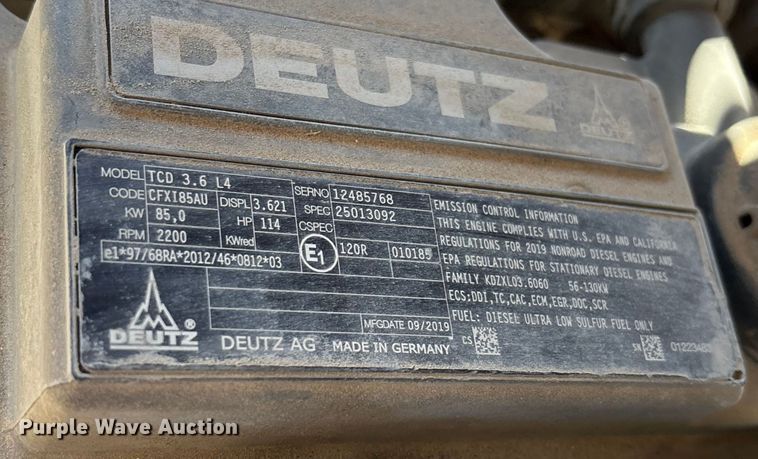 DEUTZ
DEUTZ
MODEL TCD 3.6 L4
CODE CFXI85AU DISPL 3.621
KW 85,0 HP 114
RPM 2200 KWred
e1*97/68RA*2012/46*0812*03
SERNO 12485768
SPEC 25013092
CSPEC
E1 120R
EMISSION CONTROL INFORMATION
THIS ENGINE COMPLIES WITH U.S. EPA AND CALIFORNIA
REGULATIONS FOR 2019 NONROAD DIESEL ENGINES AND
EPA REGULATIONS FOR STATIONARY DIESEL ENGINES
FAMILY KDZXL03.6060 56-130KW
ECS:DDI,TC,CAC,ECM,EGR,DOC,SCR
FUEL: DIESEL ULTRA LOW SULFUR FUEL ONLY
MFGDATE 09/2019
DEUTZ®
DEUTZ AG MADE IN GERMANY
CS
SN
Purple Wave Auction